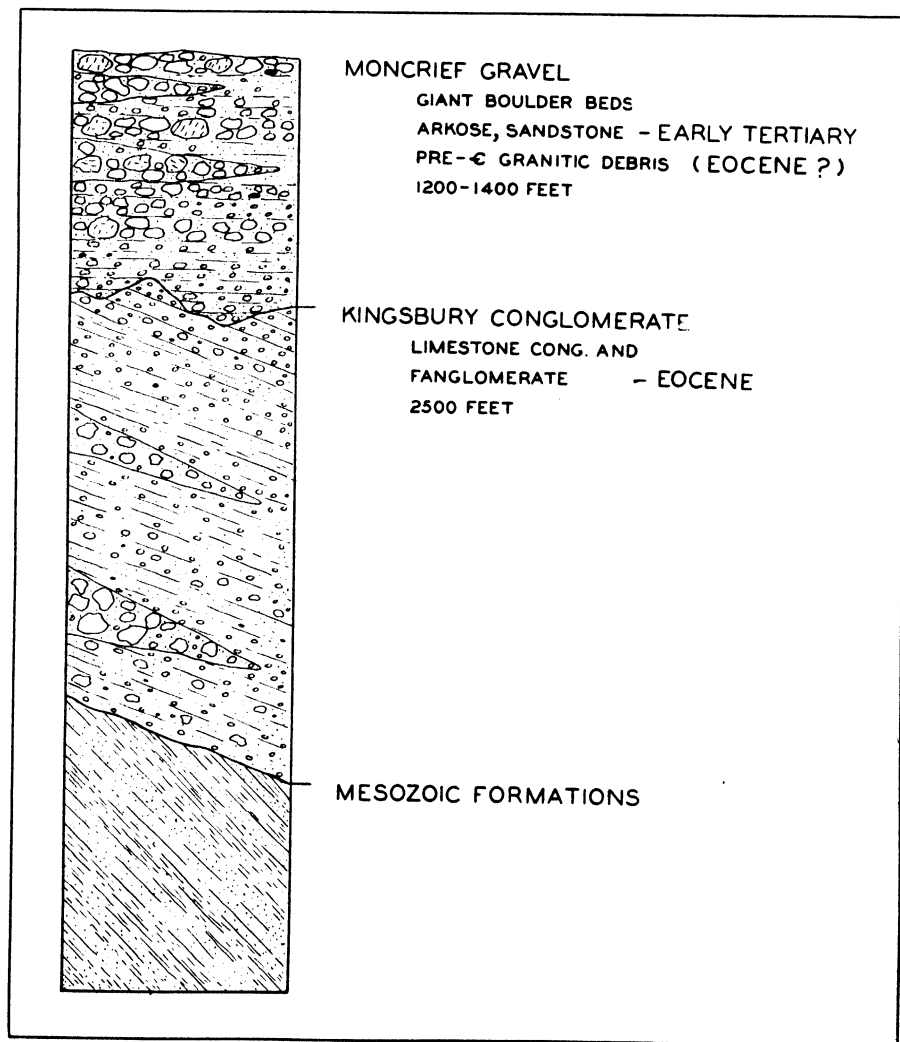 MONCRIEF GRAVEL
GIANT BOULDER BEDS
ARKOSE, SANDSTONE - EARLY TERTIARY
PRE-Є GRANITIC DEBRIS (EOCENE ?)
1200-1400 FEET
KINGSBURY CONGLOMERATE
LIMESTONE CONG. AND
FANGLOMERATE - EOCENE
2500 FEET
MESOZOIC FORMATIONS